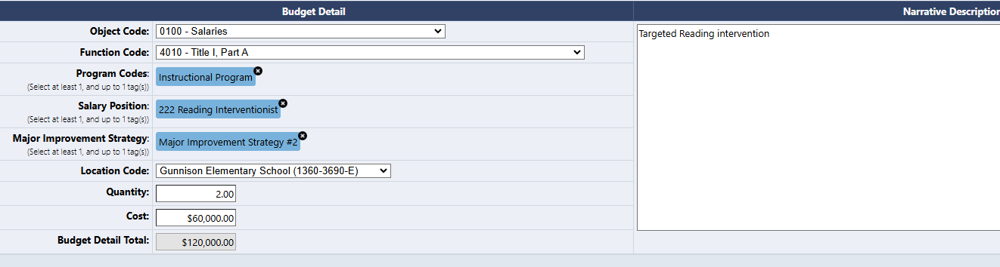 Budget Detail
Narrative Description
Object Code: 0100 - Salaries
Targeted Reading intervention
Function Code: 4010 - Title I, Part A
Program Codes: Instructional Program
(Select at least 1, and up to 1 tag(s))
Salary Position: 222 Reading Interventionist
(Select at least 1, and up to 1 tag(s))
Major Improvement Strategy: Major Improvement Strategy #2
(Select at least 1, and up to 1 tag(s))
Location Code: Gunnison Elementary School (1360-3690-E)
Quantity: 2.00
Cost: $60,000.00
Budget Detail Total: $120,000.00